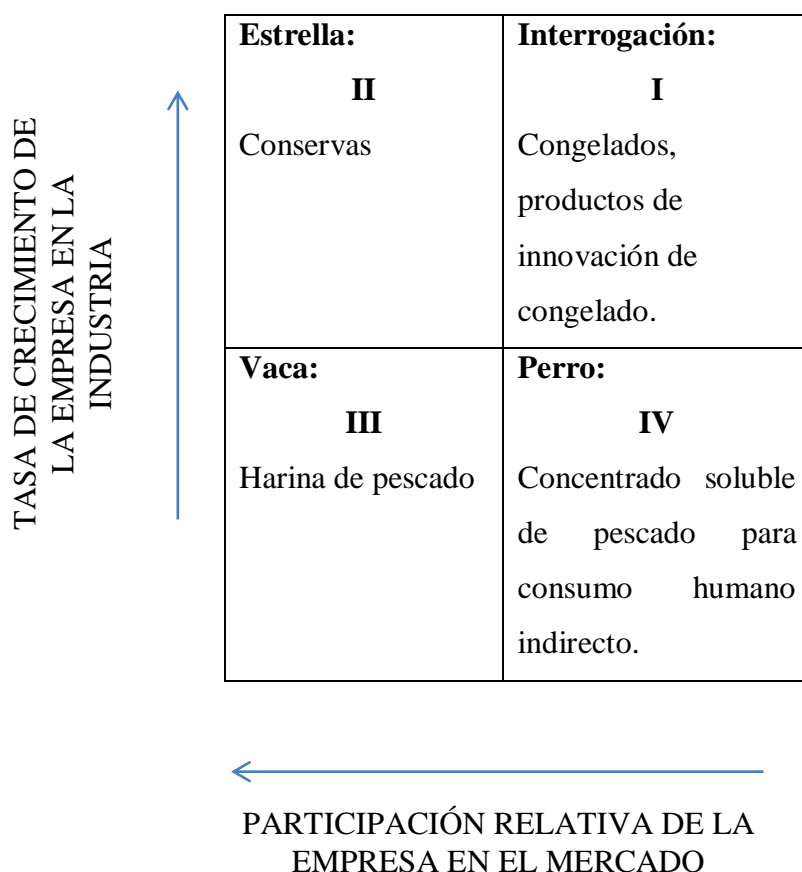 TASA DE CRECIMIENTO DE
LA EMPRESA EN LA
INDUSTRIA
Estrella:
II
Conservas
Interrogación:
I
Congelados,
productos de
innovación de
congelado.
Vaca:
III
Harina de pescado
Perro:
IV
Concentrado soluble
de pescado para
consumo humano
indirecto.
PARTICIPACIÓN RELATIVA DE LA
EMPRESA EN EL MERCADO